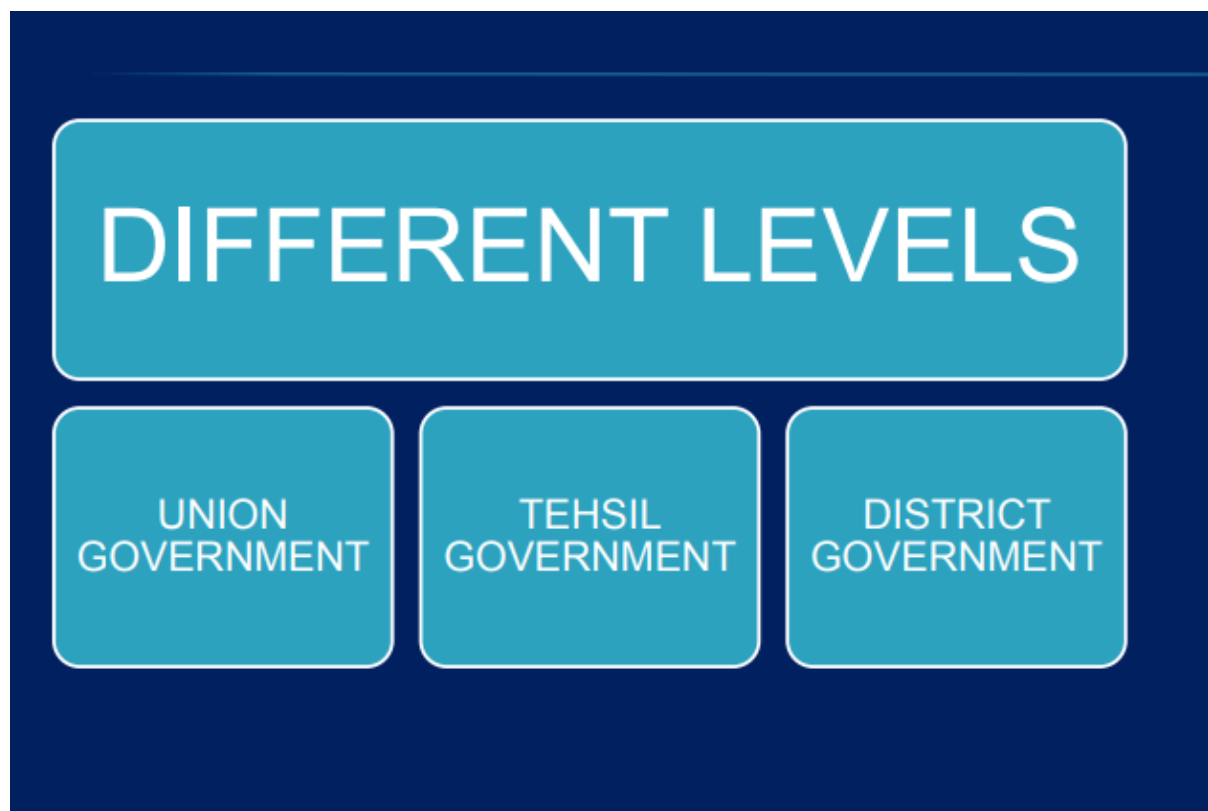 DIFFERENT LEVELS
UNION
GOVERNMENT
TEHSIL
GOVERNMENT
DISTRICT
GOVERNMENT